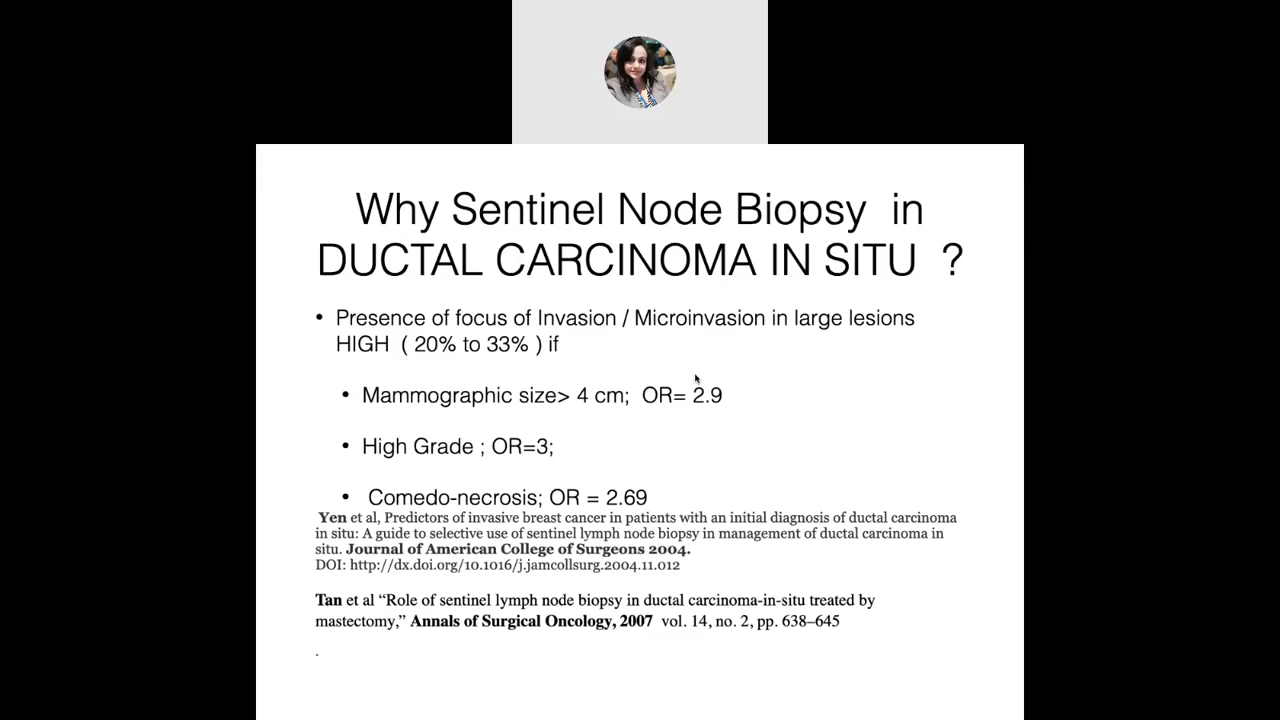 Why Sentinel Node Biopsy in
DUCTAL CARCINOMA IN SITU ?
• Presence of focus of Invasion / Microinvasion in large lesions
HIGH ( 20% to 33% ) if
• Mammographic size> 4 cm; OR= 2.9
• High Grade ; OR=3;
• Comedo-necrosis; OR = 2.69
Yen et al, Predictors of invasive breast cancer in patients with an initial diagnosis of ductal carcinoma
in situ: A guide to selective use of sentinel lymph node biopsy in management of ductal carcinoma in
situ. Journal of American College of Surgeons 2004.
DOI: http://dx.doi.org/10.1016/j.jamcollsurg.2004.11.012
Tan et al “Role of sentinel lymph node biopsy in ductal carcinoma-in-situ treated by
mastectomy,” Annals of Surgical Oncology, 2007 vol. 14, no. 2, pp. 638–645
.